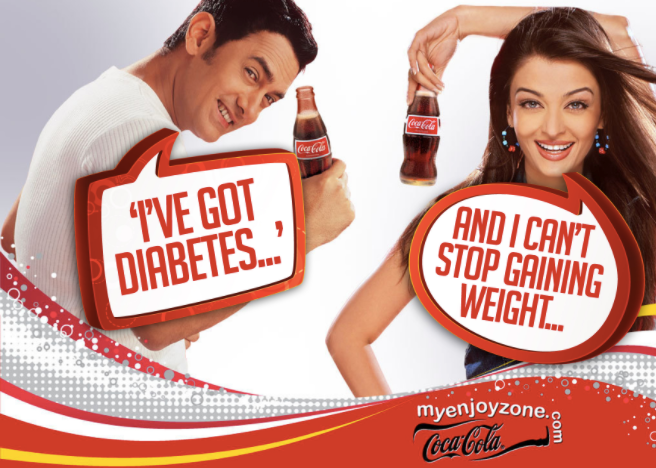 Coca-Cola
Coca-Cola
'I'VE GOT
DIABETES...'
AND I CAN'T
STOP GAINING
WEIGHT...
myenjoyzone.com
Coca-Cola